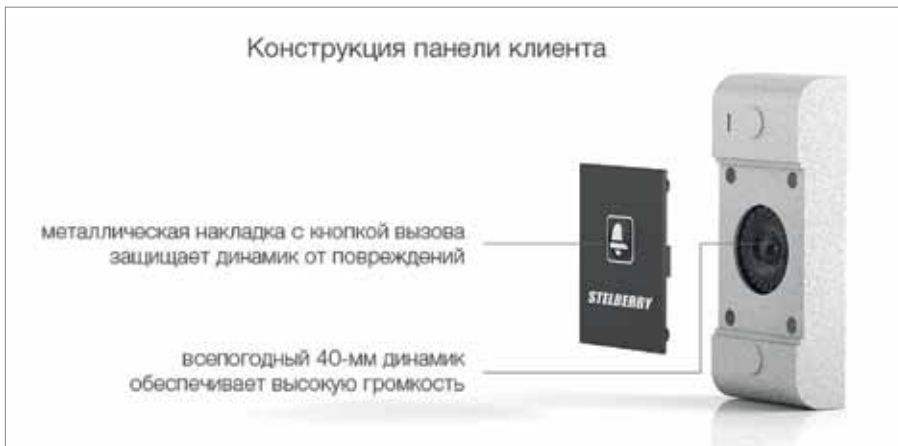 Конструкция панели клиента
металлическая накладка с кнопкой вызова
защищает динамик от повреждений
STELBERRY
всепогодный 40-мм динамик
обеспечивает высокую громкость